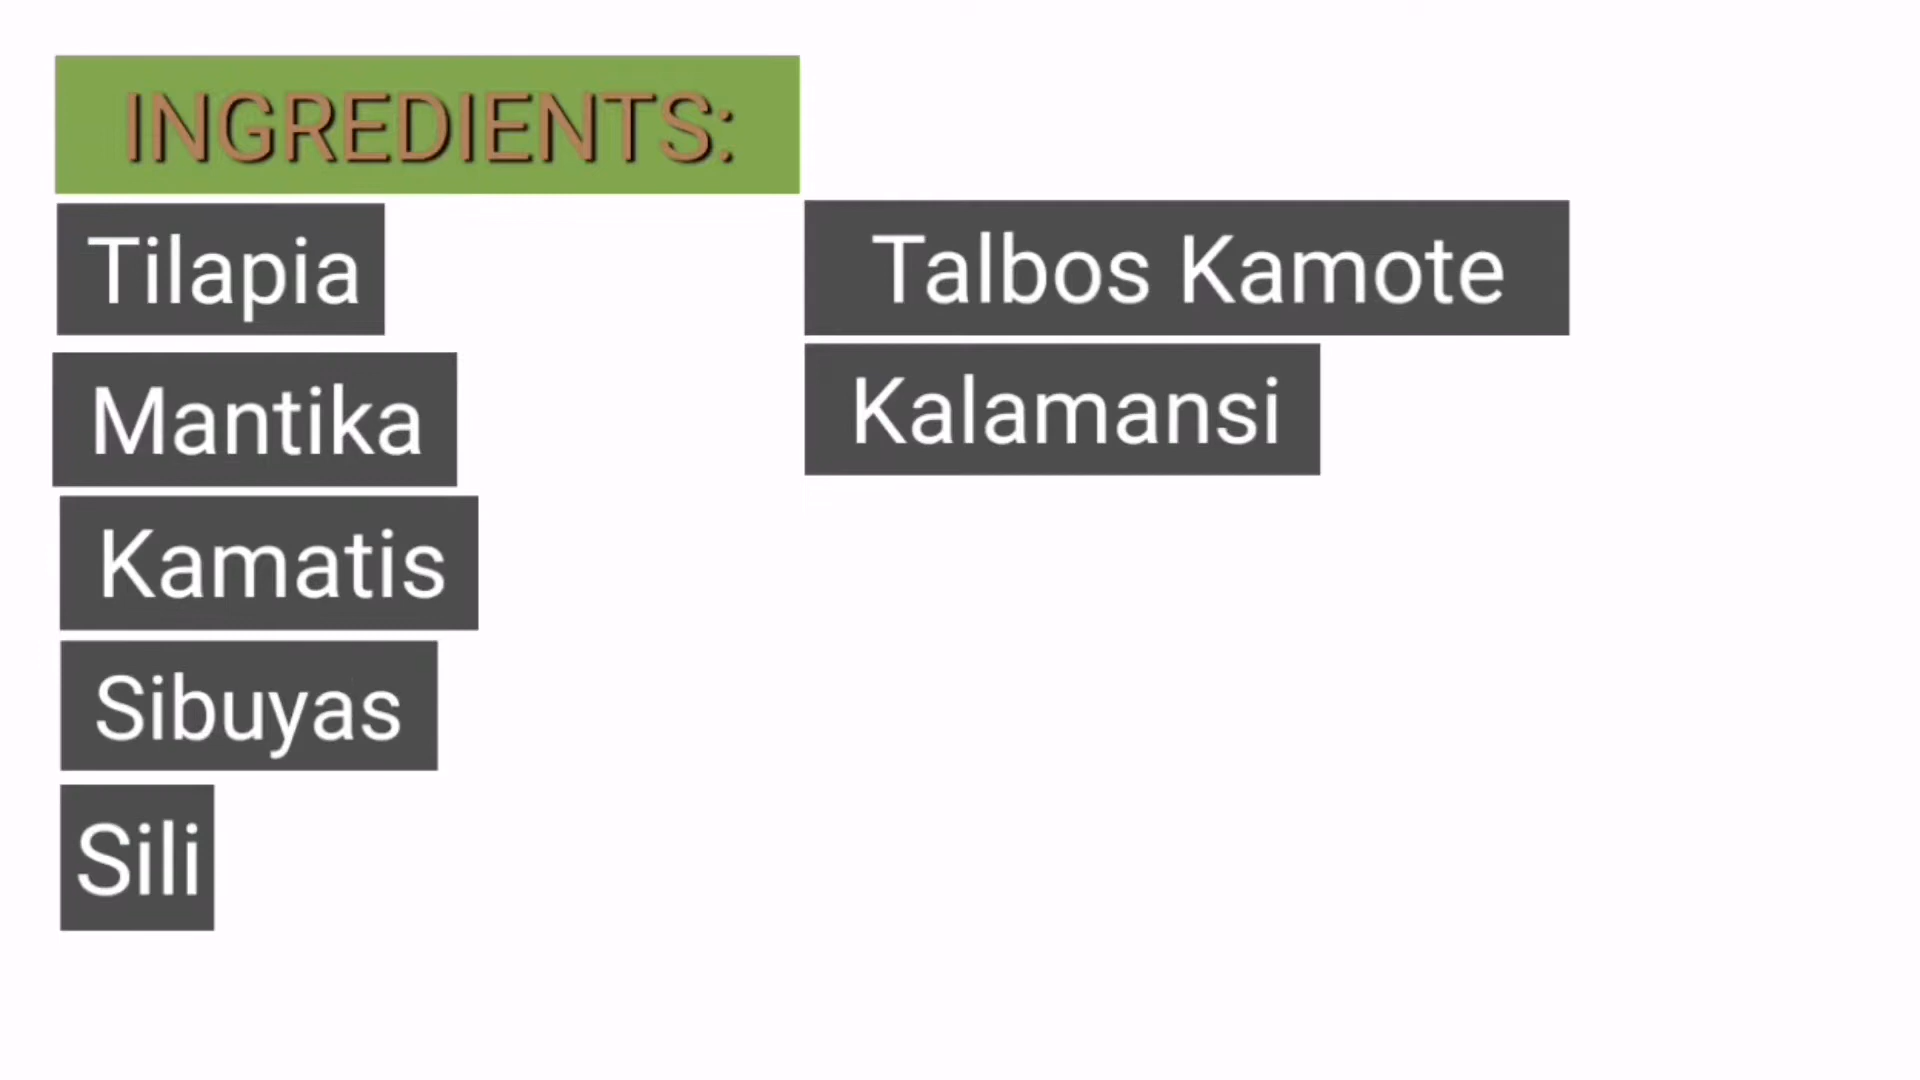 INGREDIENTS:
Tilapia
Mantika
Kamatis
Sibuyas
Sili
Talbos Kamote
Kalamansi